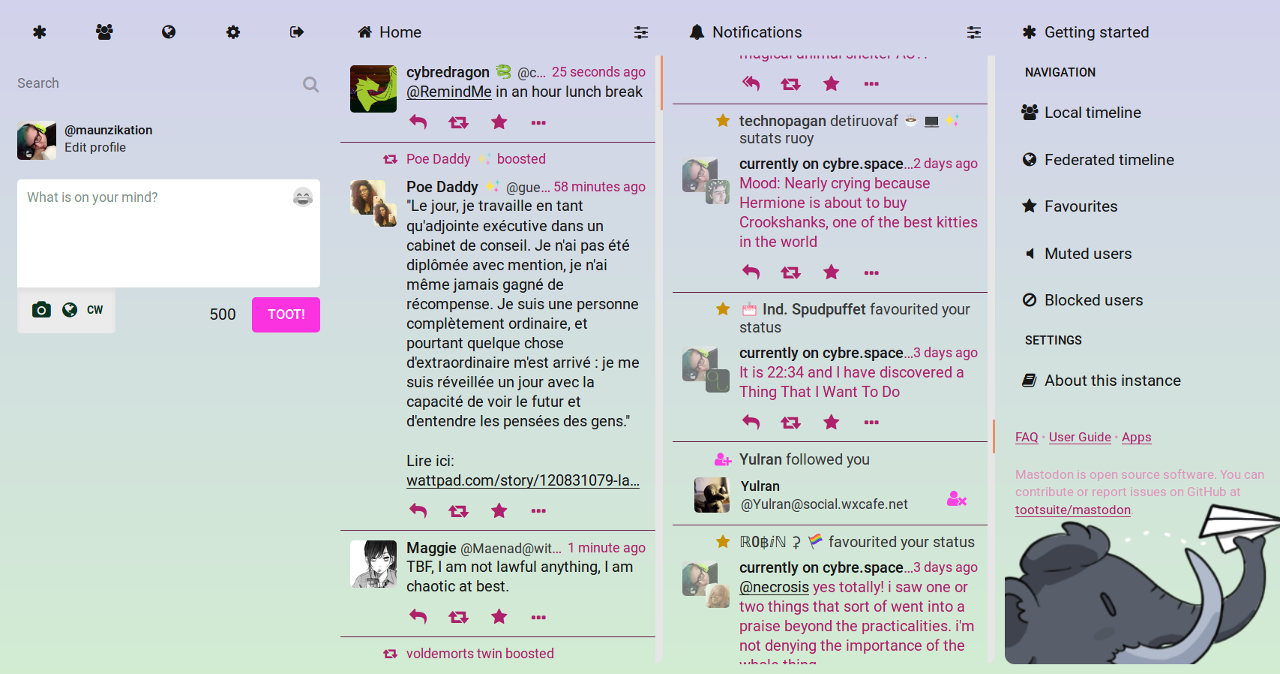 Search
@maunzikation
Edit profile
What is on your mind?
CW
500
TOOT!
Home
cybredragon @c... 25 seconds ago
@RemindMe in an hour lunch break
Poe Daddy boosted
Poe Daddy @gue... 58 minutes ago
"Le jour, je travaille en tant
qu'adjointe exécutive dans un
cabinet de conseil. Je n'ai pas été
diplômée avec mention, je n'ai
même jamais gagné de
récompense. Je suis une personne
complètement ordinaire, et
pourtant quelque chose
d'extraordinaire m'est arrivé : je me
suis réveillée un jour avec la
capacité de voir le futur et
d'entendre les pensées des gens."
Lire ici:
wattpad.com/story/120831079-la...
Maggie @Maenad@wit... 1 minute ago
TBF, I am not lawful anything, I am
chaotic at best.
voldemorts twin boosted
Notifications
magical animal shelter AU??
technopagan detiruovaf
sutats ruoy
currently on cybre.space... 2 days ago
Mood: Nearly crying because
Hermione is about to buy
Crookshanks, one of the best kitties
in the world
Ind. Spudpuffet favourited your
status
currently on cybre.space... 3 days ago
It is 22:34 and I have discovered a
Thing That I Want To Do
Yulran followed you
Yulran
@Yulran@social.wxcafe.net
ℝ0฿𝕚ℕ ⚳ favourited your status
currently on cybre.space... 3 days ago
@necrosis yes totally! i saw one or
two things that sort of went into a
praise beyond the practicalities. i'm
not denying the importance of the
whole thing
Getting started
NAVIGATION
Local timeline
Federated timeline
Favourites
Muted users
Blocked users
SETTINGS
About this instance
FAQ • User Guide • Apps
Mastodon is open source software. You can
contribute or report issues on GitHub at
tootsuite/mastodon.